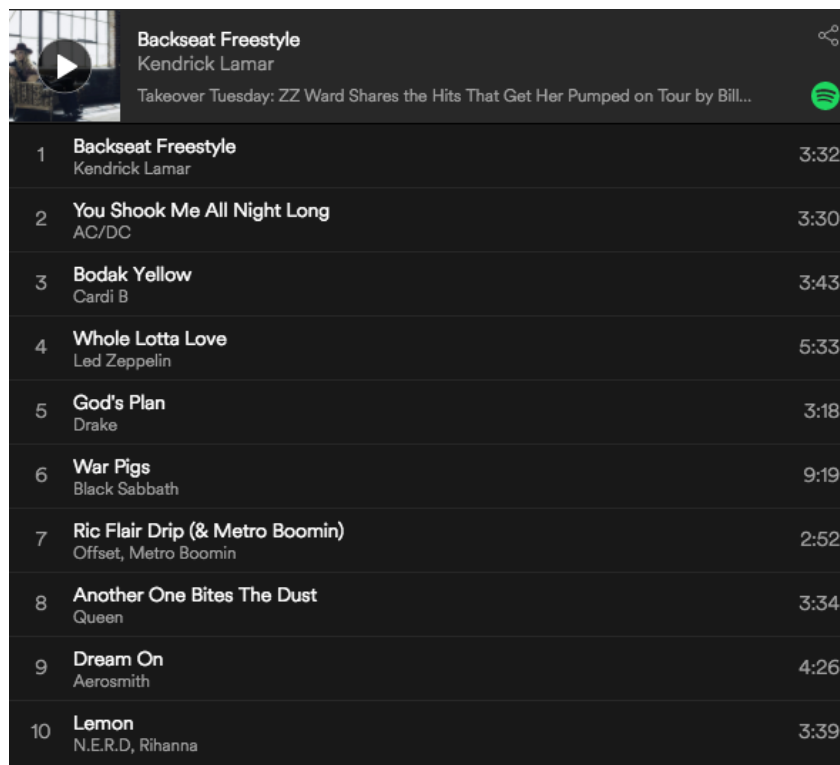 Backseat Freestyle
Kendrick Lamar
Takeover Tuesday: ZZ Ward Shares the Hits That Get Her Pumped on Tour by Bill...
1 Backseat Freestyle 3:32
Kendrick Lamar
2 You Shook Me All Night Long 3:30
AC/DC
3 Bodak Yellow 3:43
Cardi B
4 Whole Lotta Love 5:33
Led Zeppelin
5 God's Plan 3:18
Drake
6 War Pigs 9:19
Black Sabbath
7 Ric Flair Drip (& Metro Boomin) 2:52
Offset, Metro Boomin
8 Another One Bites The Dust 3:34
Queen
9 Dream On 4:26
Aerosmith
10 Lemon 3:39
N.E.R.D, Rihanna